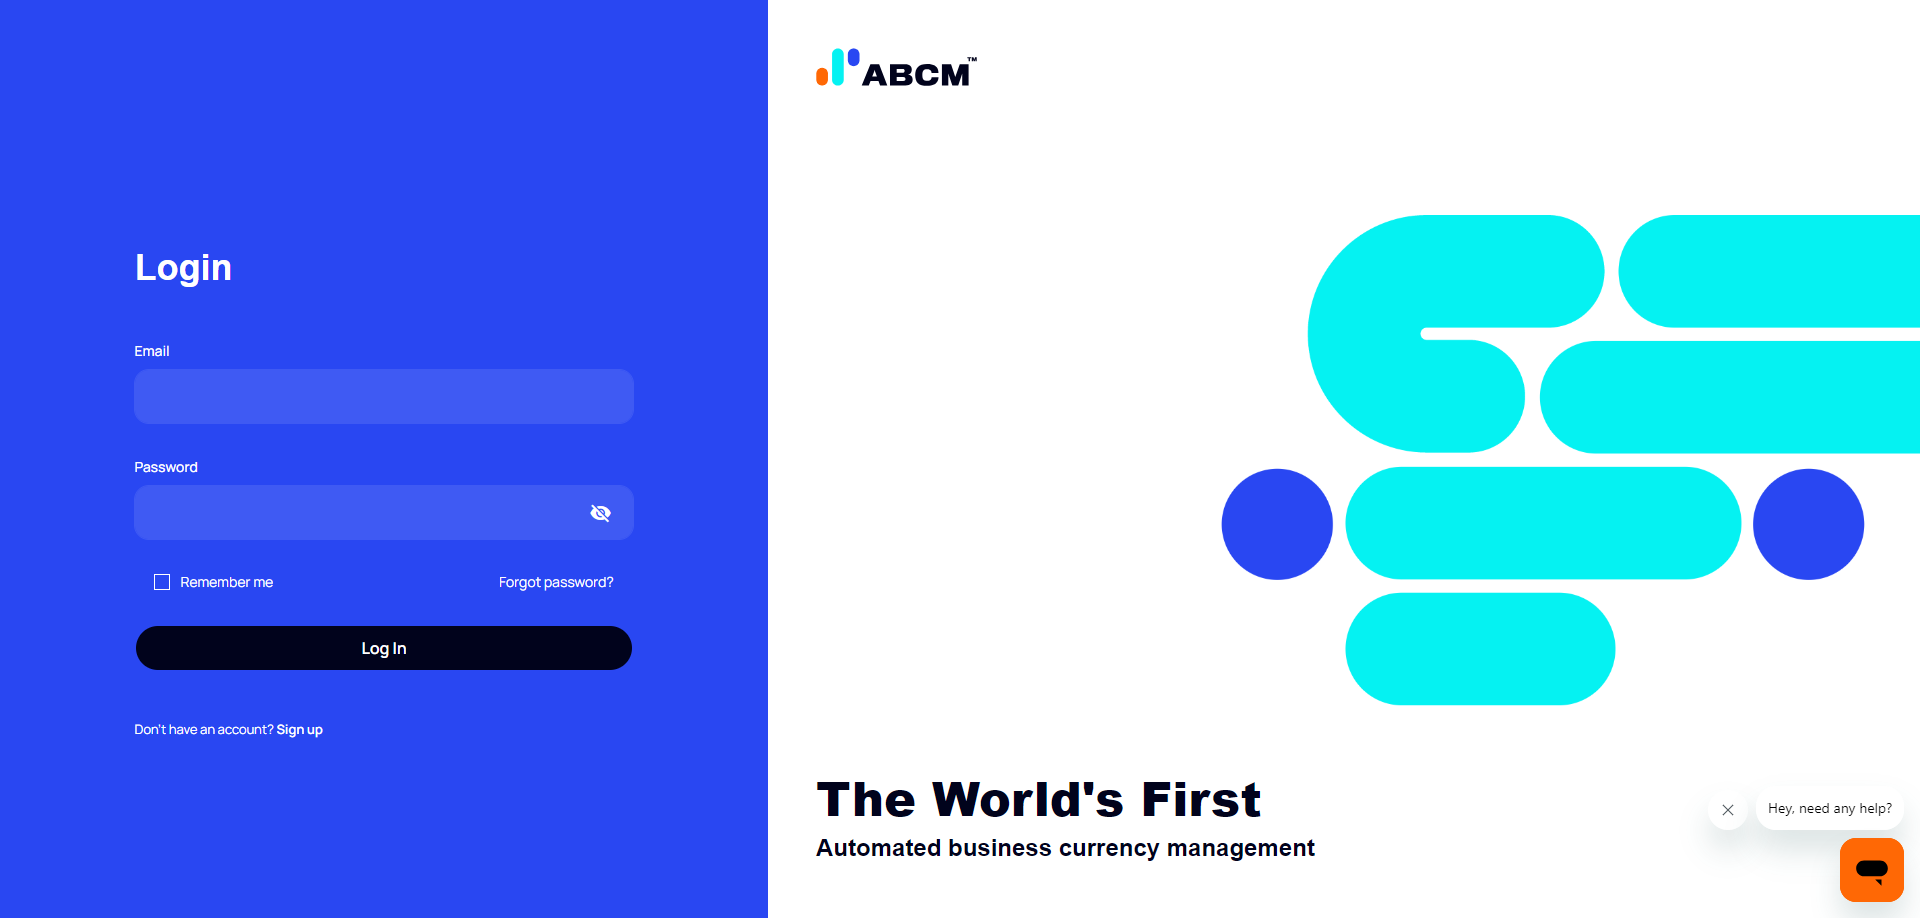 Login
Email
Password
Remember me
Forgot password?
Log In
Don't have an account? Sign up
ABCM™
The World's First
Automated business currency management
Hey, need any help?